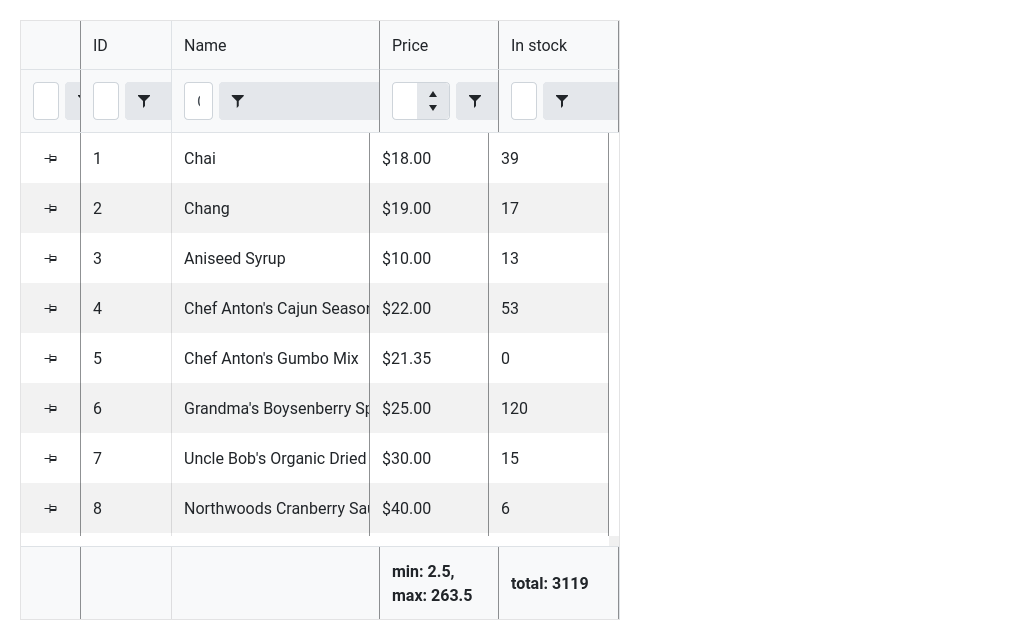 ID Name Price In stock
1 Chai $18.00 39
2 Chang $19.00 17
3 Aniseed Syrup $10.00 13
4 Chef Anton's Cajun $22.00 53
5 Chef Anton's Gumbo Mix $21.35 0
6 Grandma's Boysenberry $25.00 120
7 Uncle Bob's Organic Dried $30.00 15
8 Northwoods Cranberry $40.00 6
min: 2.5,
max: 263.5 total: 3119